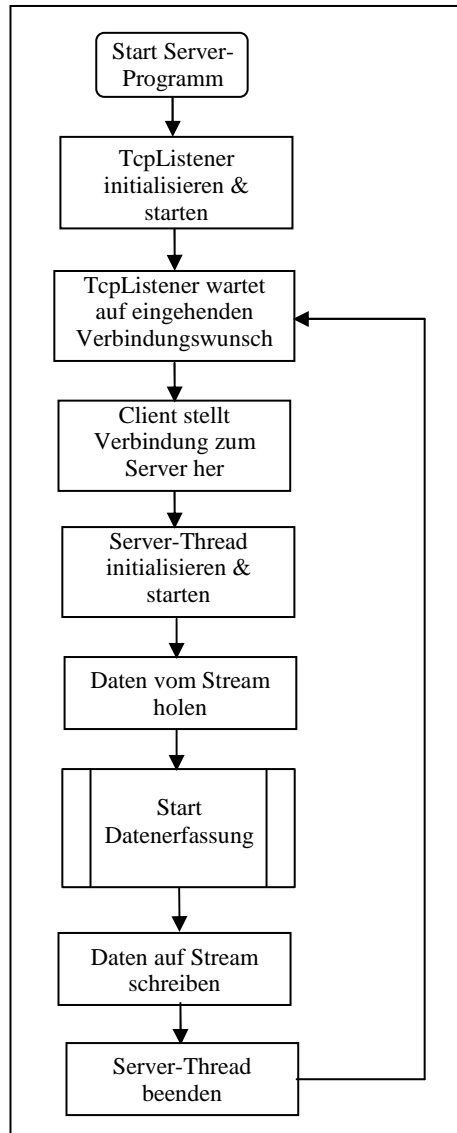 Start Server-
Programm
TcpListener
initialisieren &
starten
TcpListener wartet
auf eingehenden
Verbindungswunsch
Client stellt
Verbindung zum
Server her
Server-Thread
initialisieren &
starten
Daten vom Stream
holen
Start
Datenerfassung
Daten auf Stream
schreiben
Server-Thread
beenden